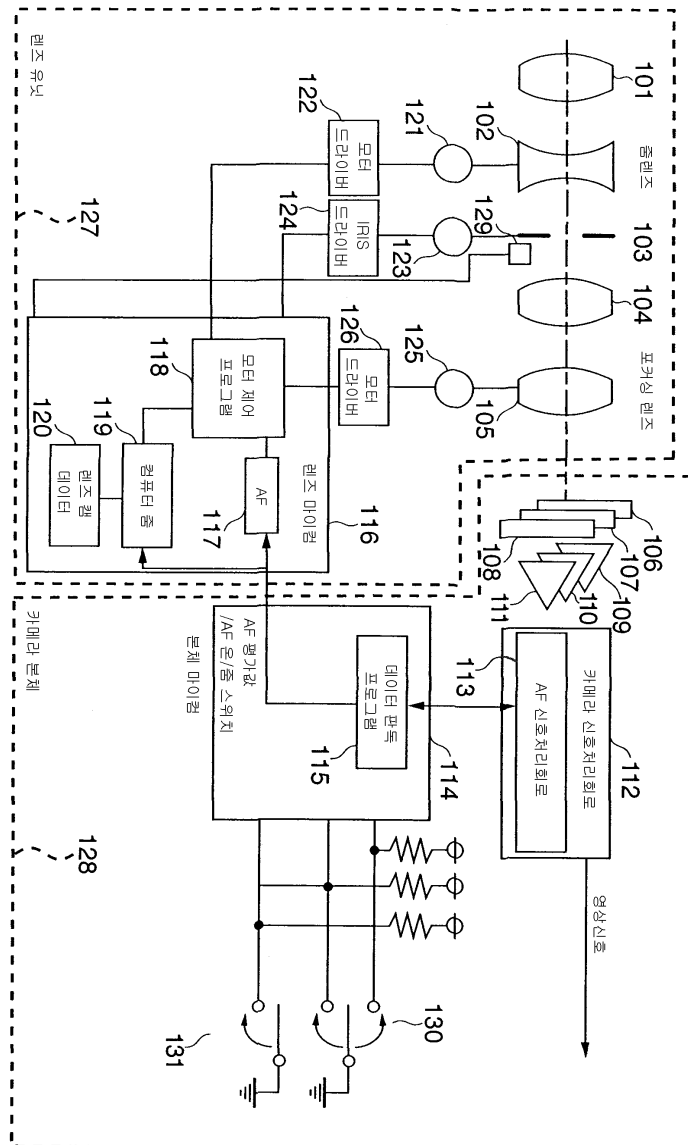 101
줌렌즈
103
104
포커싱 렌즈
102
129
105
106
107
108
109
110
111
112
카메라 신호처리회로
113
AF 신호처리회로
영상신호
121
123
125
122
모터
드라이버
124
IRIS
드라이버
126
모터
드라이버
렌즈 마이컴
116
118
모터 제어
프로그램
AF
117
119
컴퓨터 줌
120
렌즈 캠
데이터
114
데이터 판독
프로그램
115
AF 평가값
/AF 온/줌 스위치
본체 마이컴
130
131
렌즈 유닛
127
카메라 본체
128